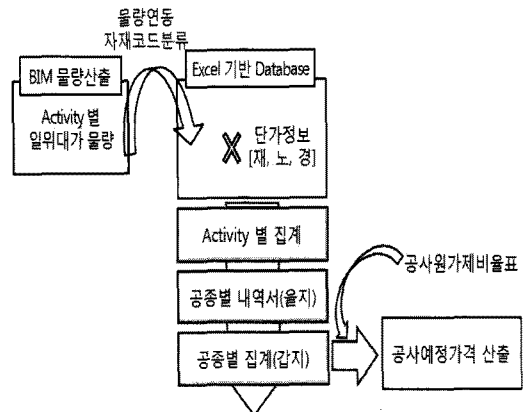 물량연동
자재코드분류
BIM 물량산출
Excel 기반 Database
Activity 별
일위대가 물량
X 단가정보
[재, 노, 경]
Activity 별 집계
공사원가제비율표
공종별 내역서(을지)
공종별 집계(갑지)
공사예정가격 산출